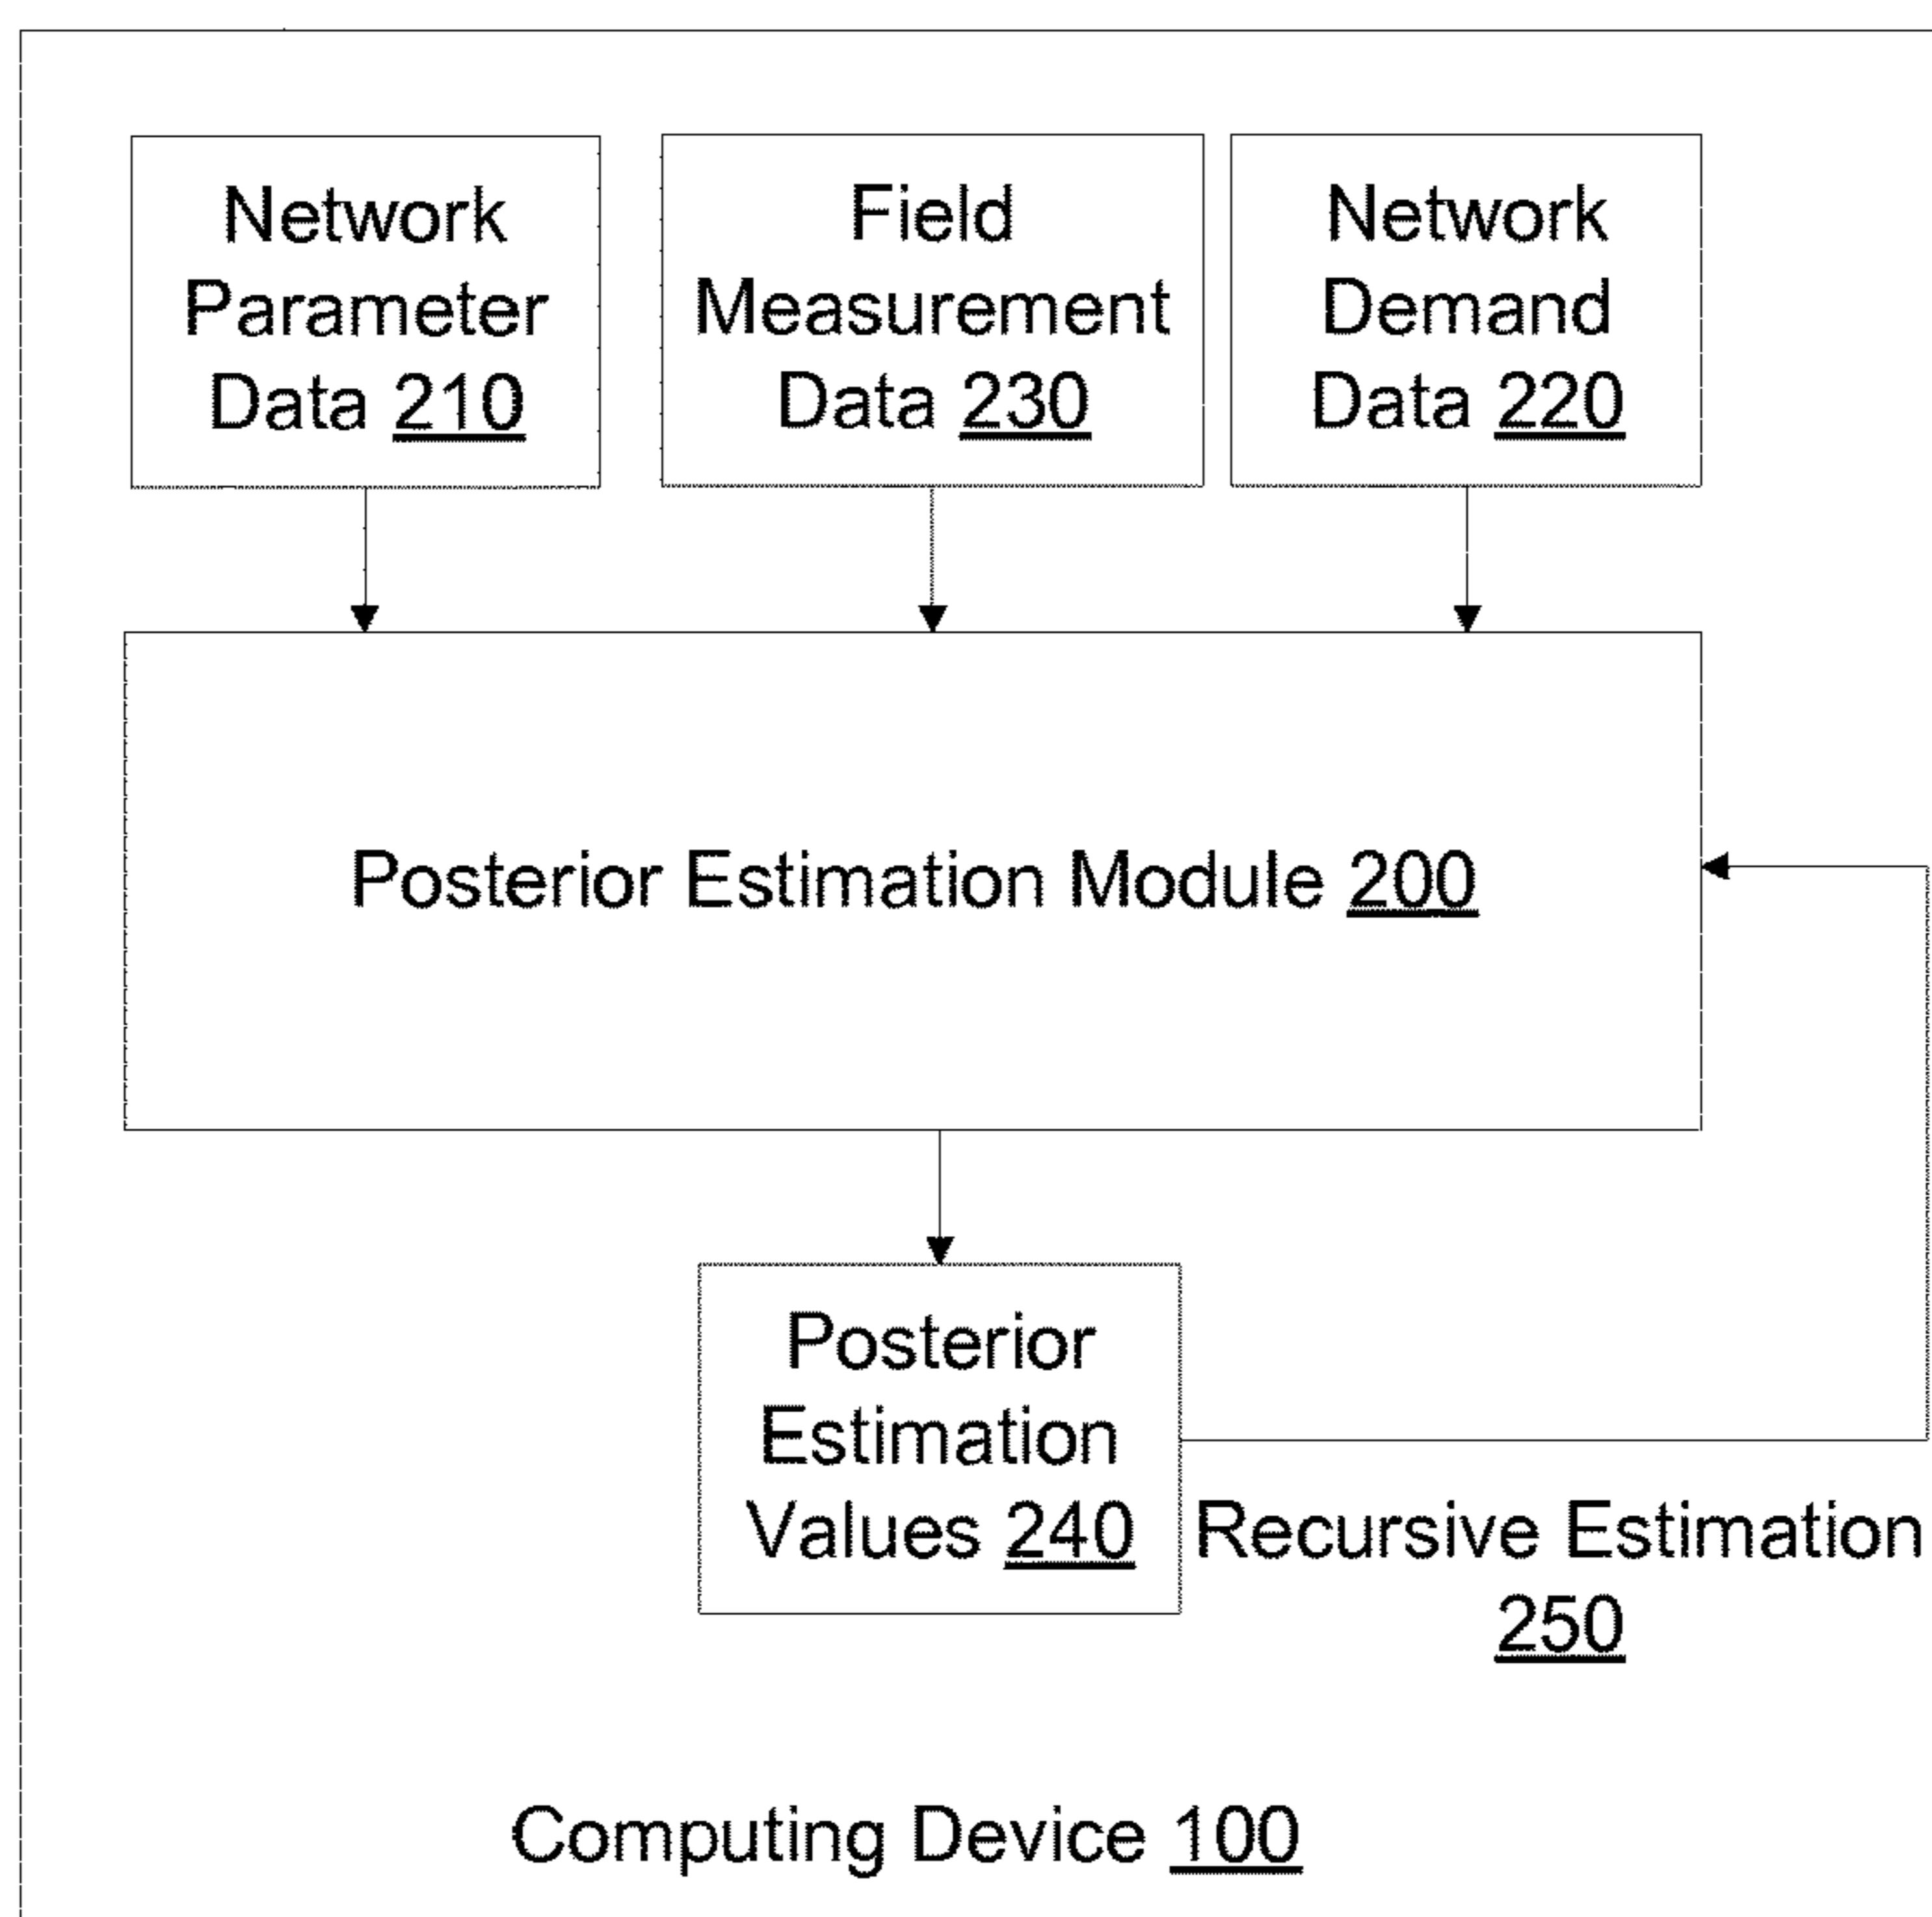 Network
Parameter
Data 210
Field
Measurement
Data 230
Network
Demand
Data 220
Posterior Estimation Module 200
Posterior
Estimation
Values 240
Recursive Estimation
250
Computing Device 100